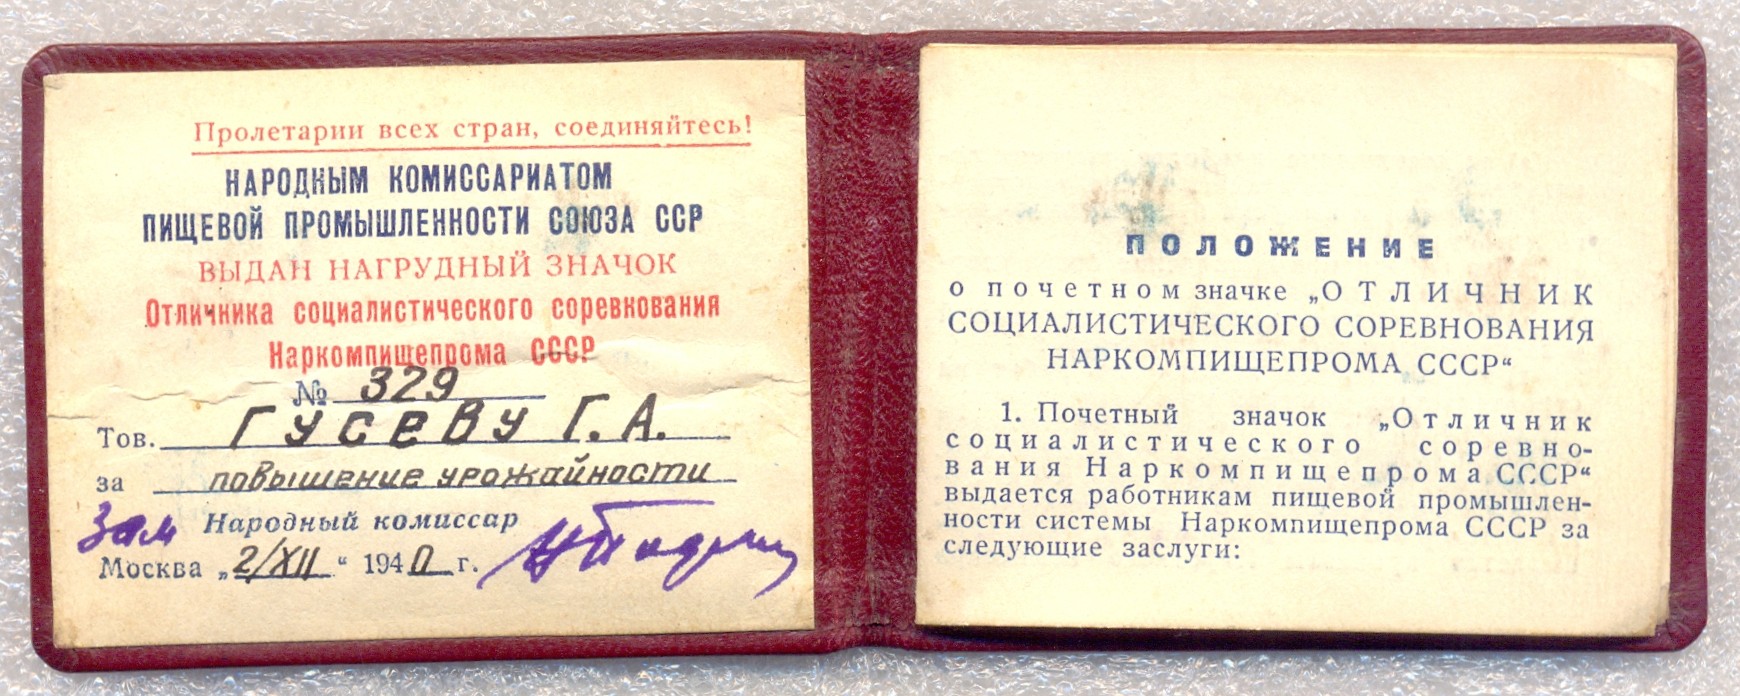 Пролетарии всех стран, соединяйтесь!
НАРОДНЫМ КОМИССАРИАТОМ
ПИЩЕВОЙ ПРОМЫШЛЕННОСТИ СОЮЗА ССР
ВЫДАН НАГРУДНЫЙ ЗНАЧОК
Отличника социалистического соревнования
Наркомпищепрома СССР
№ 329
Тов. ГУСЕВУ Г. А.
за повышение урожайности
Зам Народный комиссар
Москва „2/XII“ 1940 г.
ПОЛОЖЕНИЕ
о почетном значке „ОТЛИЧНИК
СОЦИАЛИСТИЧЕСКОГО СОРЕВНОВАНИЯ
НАРКОМПИЩЕПРОМА СССР“
1. Почетный значок „Отличник
социалистического соревно-
вания Наркомпищепрома СССР“
выдается работникам пищевой промышлен-
ности системы Наркомпищепрома СССР за
следующие заслуги: